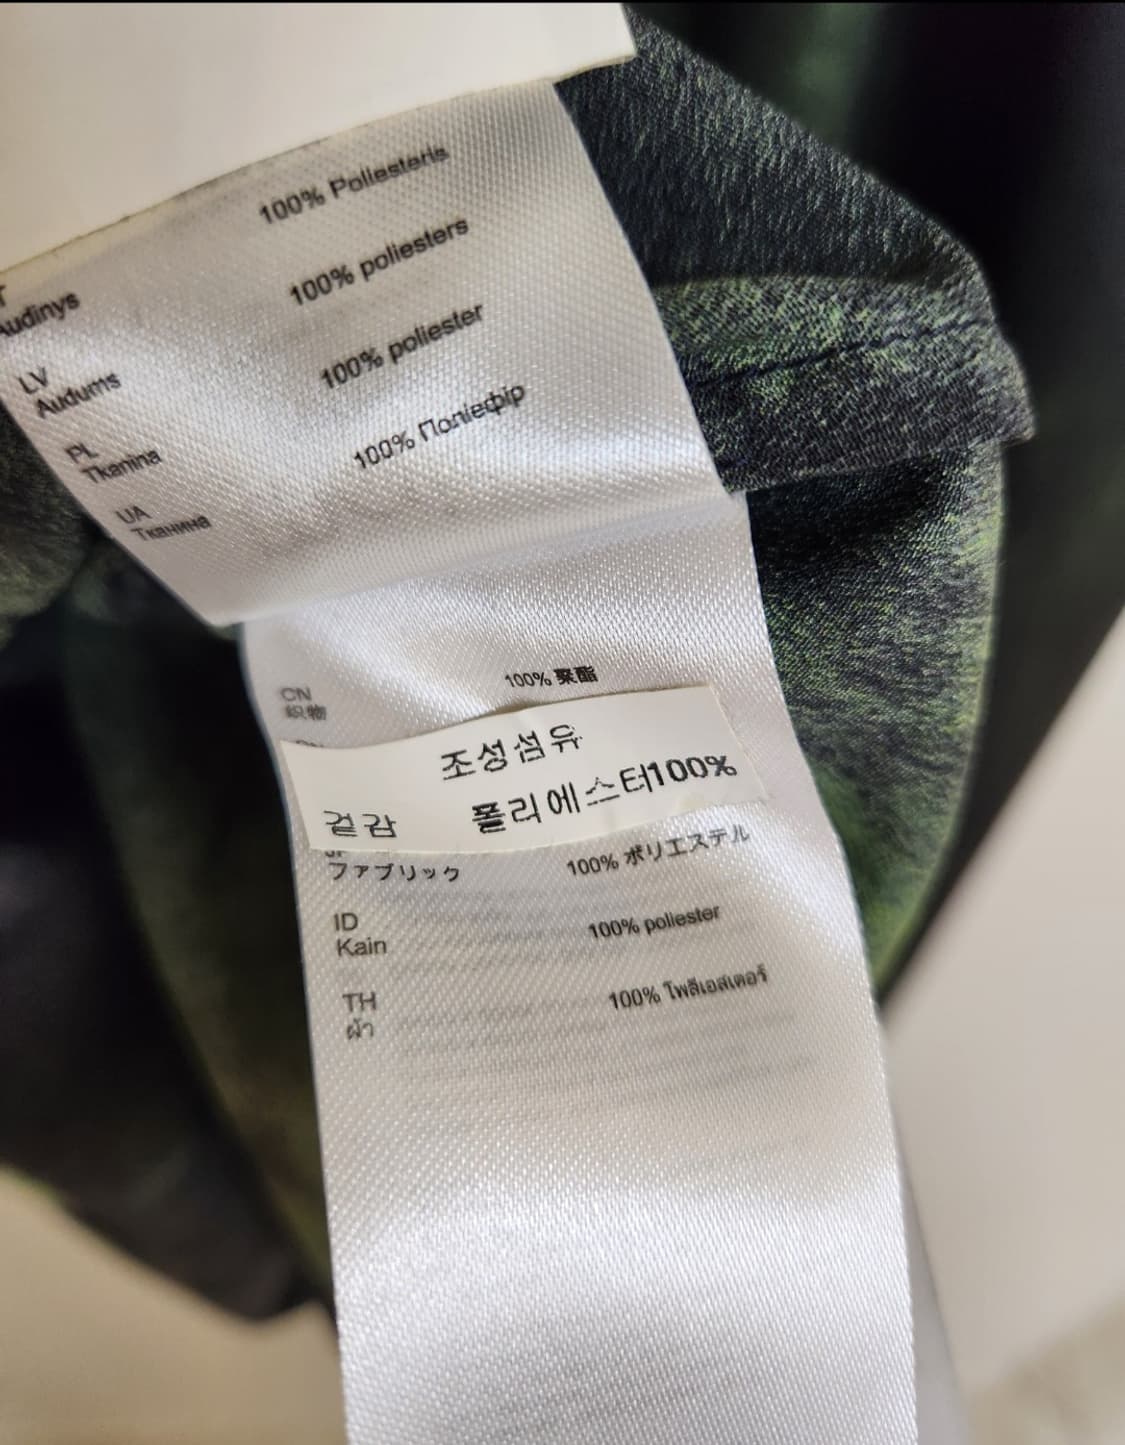 100% Poliesteris
Audinys
100% poliesters
LV
Audums
100% poliester
PL
Tkanina
100% Поліефір
UA
Тканина
CN
织物
100% 聚酯
조성섬유
겉감 폴리에스터100%
ファブリック 100% ポリエステル
ID
Kain
100% poliester
TH
ผ้า
100% โพลีเอสเตอร์